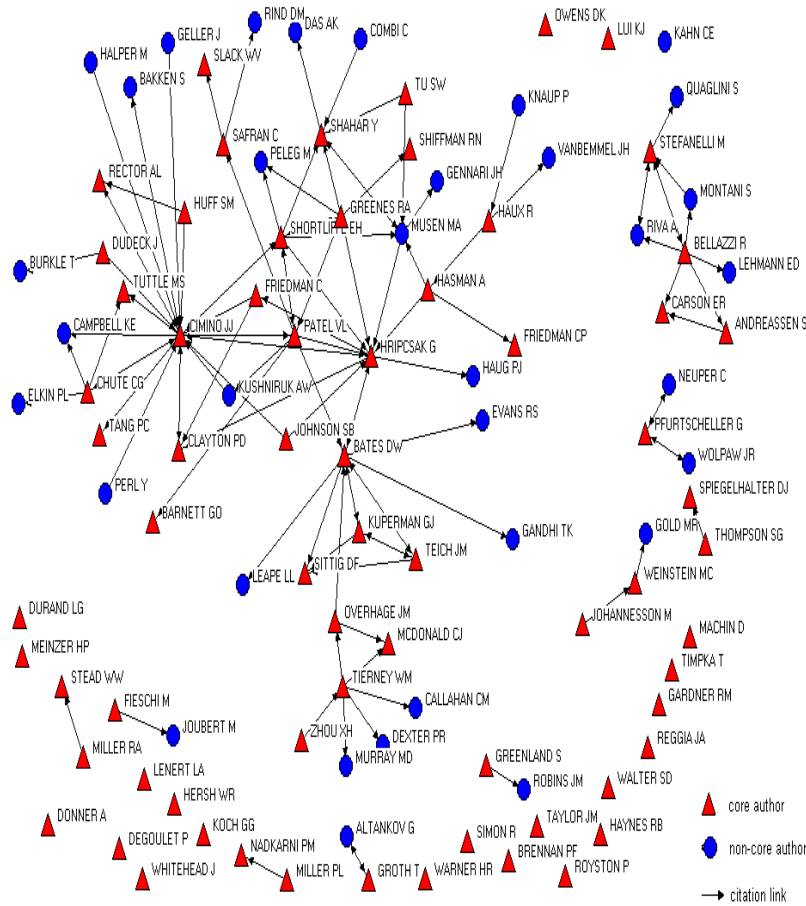 RIND DM
DAS AK
COMBI C
OWENS DK
LUI KJ
KAHN CE
GELLER J
SLACK WV
HALPER M
BAKKEN S
TU SW
KNAUP P
QUAGLINI S
SAFRAN C
SHAHAR Y
SHIFFMAN RN
STEFANELLI M
PELEG M
VANBEMMEL JH
RECTOR AL
GENNARI JH
MONTANI S
HUFF SM
GREENES RA
HAUX R
SHORTLIFFE EH
MUSEN MA
RIVA A
DUDECK J
BELLAZZI R
BURKLE T
TUTTLE MS
FRIEDMAN C
HASMAN A
LEHMANN ED
CAMPBELL KE
CIMINO JJ
PATEL VL
CARSON ER
ANDREASSEN S
HRIPCSAK G
FRIEDMAN CP
ELKIN PL
CHUTE CG
KUSHNIRUK AW
HAUG PJ
NEUPER C
TANG PC
CLAYTON PD
JOHNSON SB
EVANS RS
PFURTSCHELLER G
BATES DW
WOLPAW JR
PERL Y
SPIEGELHALTER DJ
BARNETT GO
KUPERMAN GJ
GANDHI TK
GOLD MR
THOMPSON SG
LEAPE LL
SITTIG DF
TEICH JM
WEINSTEIN MC
DURAND LG
OVERHAGE JM
JOHANNESSON M
MEINZER HP
MCDONALD CJ
MACHIN D
STEAD WW
TIERNEY WM
TIMPKA T
FIESCHI M
CALLAHAN CM
GARDNER RM
JOUBERT M
ZHOU XH
DEXTER PR
REGGIA JA
MILLER RA
MURRAY MD
GREENLAND S
LENERT LA
ROBINS JM
WALTER SD
HERSH WR
core author
DONNER A
DEGOULET P
KOCH GG
ALTANKOV G
SIMON R
TAYLOR JM
HAYNES RB
NADKARNI PM
BRENNAN PF
non-core author
WHITEHEAD J
MILLER PL
GROTH T
WARNER HR
ROYSTON P
citation link